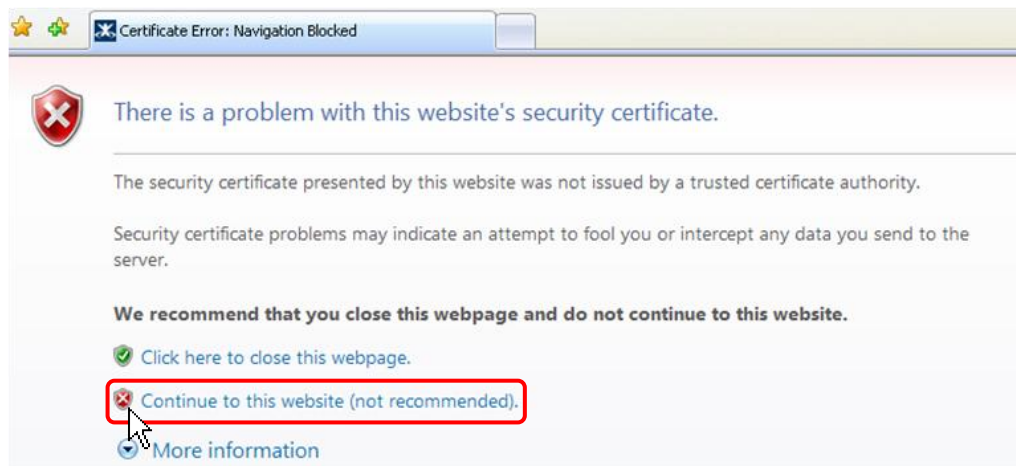 Certificate Error: Navigation Blocked
There is a problem with this website's security certificate.
The security certificate presented by this website was not issued by a trusted certificate authority.
Security certificate problems may indicate an attempt to fool you or intercept any data you send to the
server.
We recommend that you close this webpage and do not continue to this website.
Click here to close this webpage.
Continue to this website (not recommended).
More information